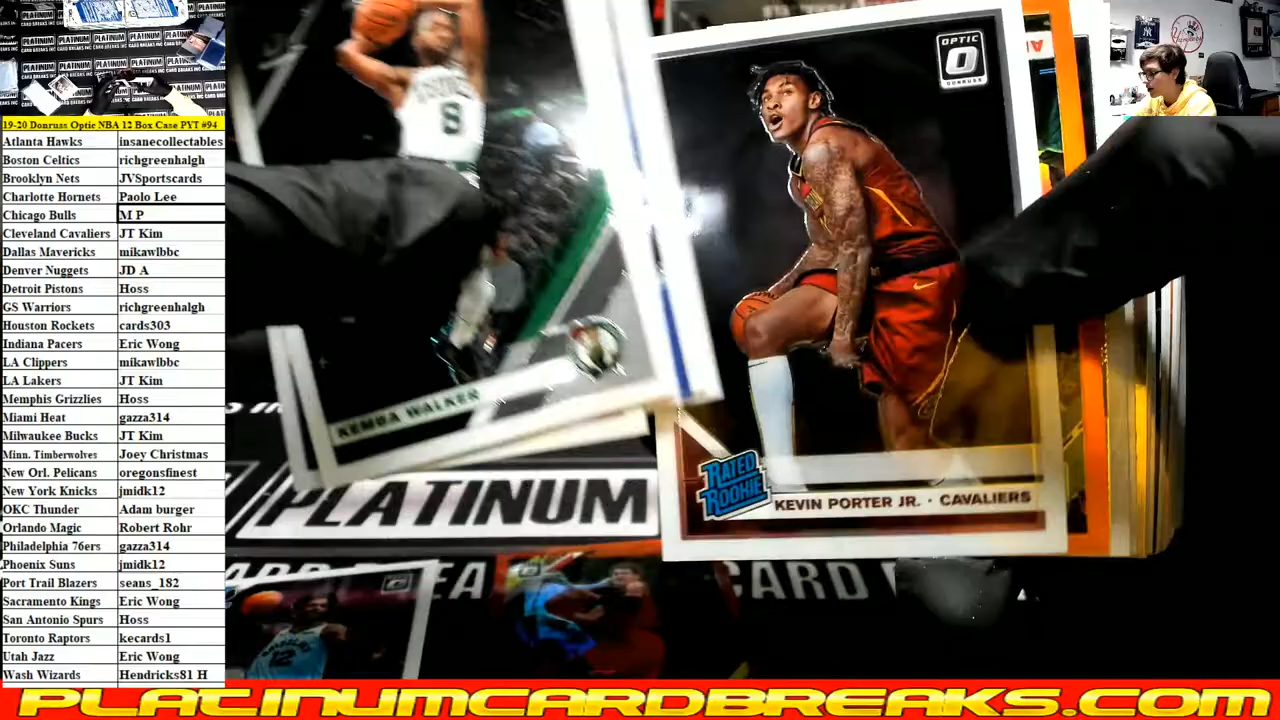 19-20 Donruss Optic NBA 12 Box Case PYT #94
Atlanta Hawks insanecollectables
Boston Celtics richgreenhalgh
Brooklyn Nets JVSportscards
Charlotte Hornets Paolo Lee
Chicago Bulls M P
Cleveland Cavaliers JT Kim
Dallas Mavericks mikawlbbc
Denver Nuggets JD A
Detroit Pistons Hoss
GS Warriors richgreenhalgh
Houston Rockets cards303
Indiana Pacers Eric Wong
LA Clippers mikawlbbc
LA Lakers JT Kim
Memphis Grizzlies Hoss
Miami Heat gazza314
Milwaukee Bucks JT Kim
Minn. Timberwolves Joey Christmas
New Orl. Pelicans oregonsfinest
New York Knicks jmidk12
OKC Thunder Adam burger
Orlando Magic Robert Rohr
Philadelphia 76ers gazza314
Phoenix Suns jmidk12
Port Trail Blazers seans_182
Sacramento Kings Eric Wong
San Antonio Spurs Hoss
Toronto Raptors kecards1
Utah Jazz Eric Wong
Wash Wizards Hendricks81 H
KEMBA WALKER
OPTIC
DONRUSS
RATED
ROOKIE
KEVIN PORTER JR. · CAVALIERS
PLATINUM
CARD
PLATINUMCARDBREAKS.COM